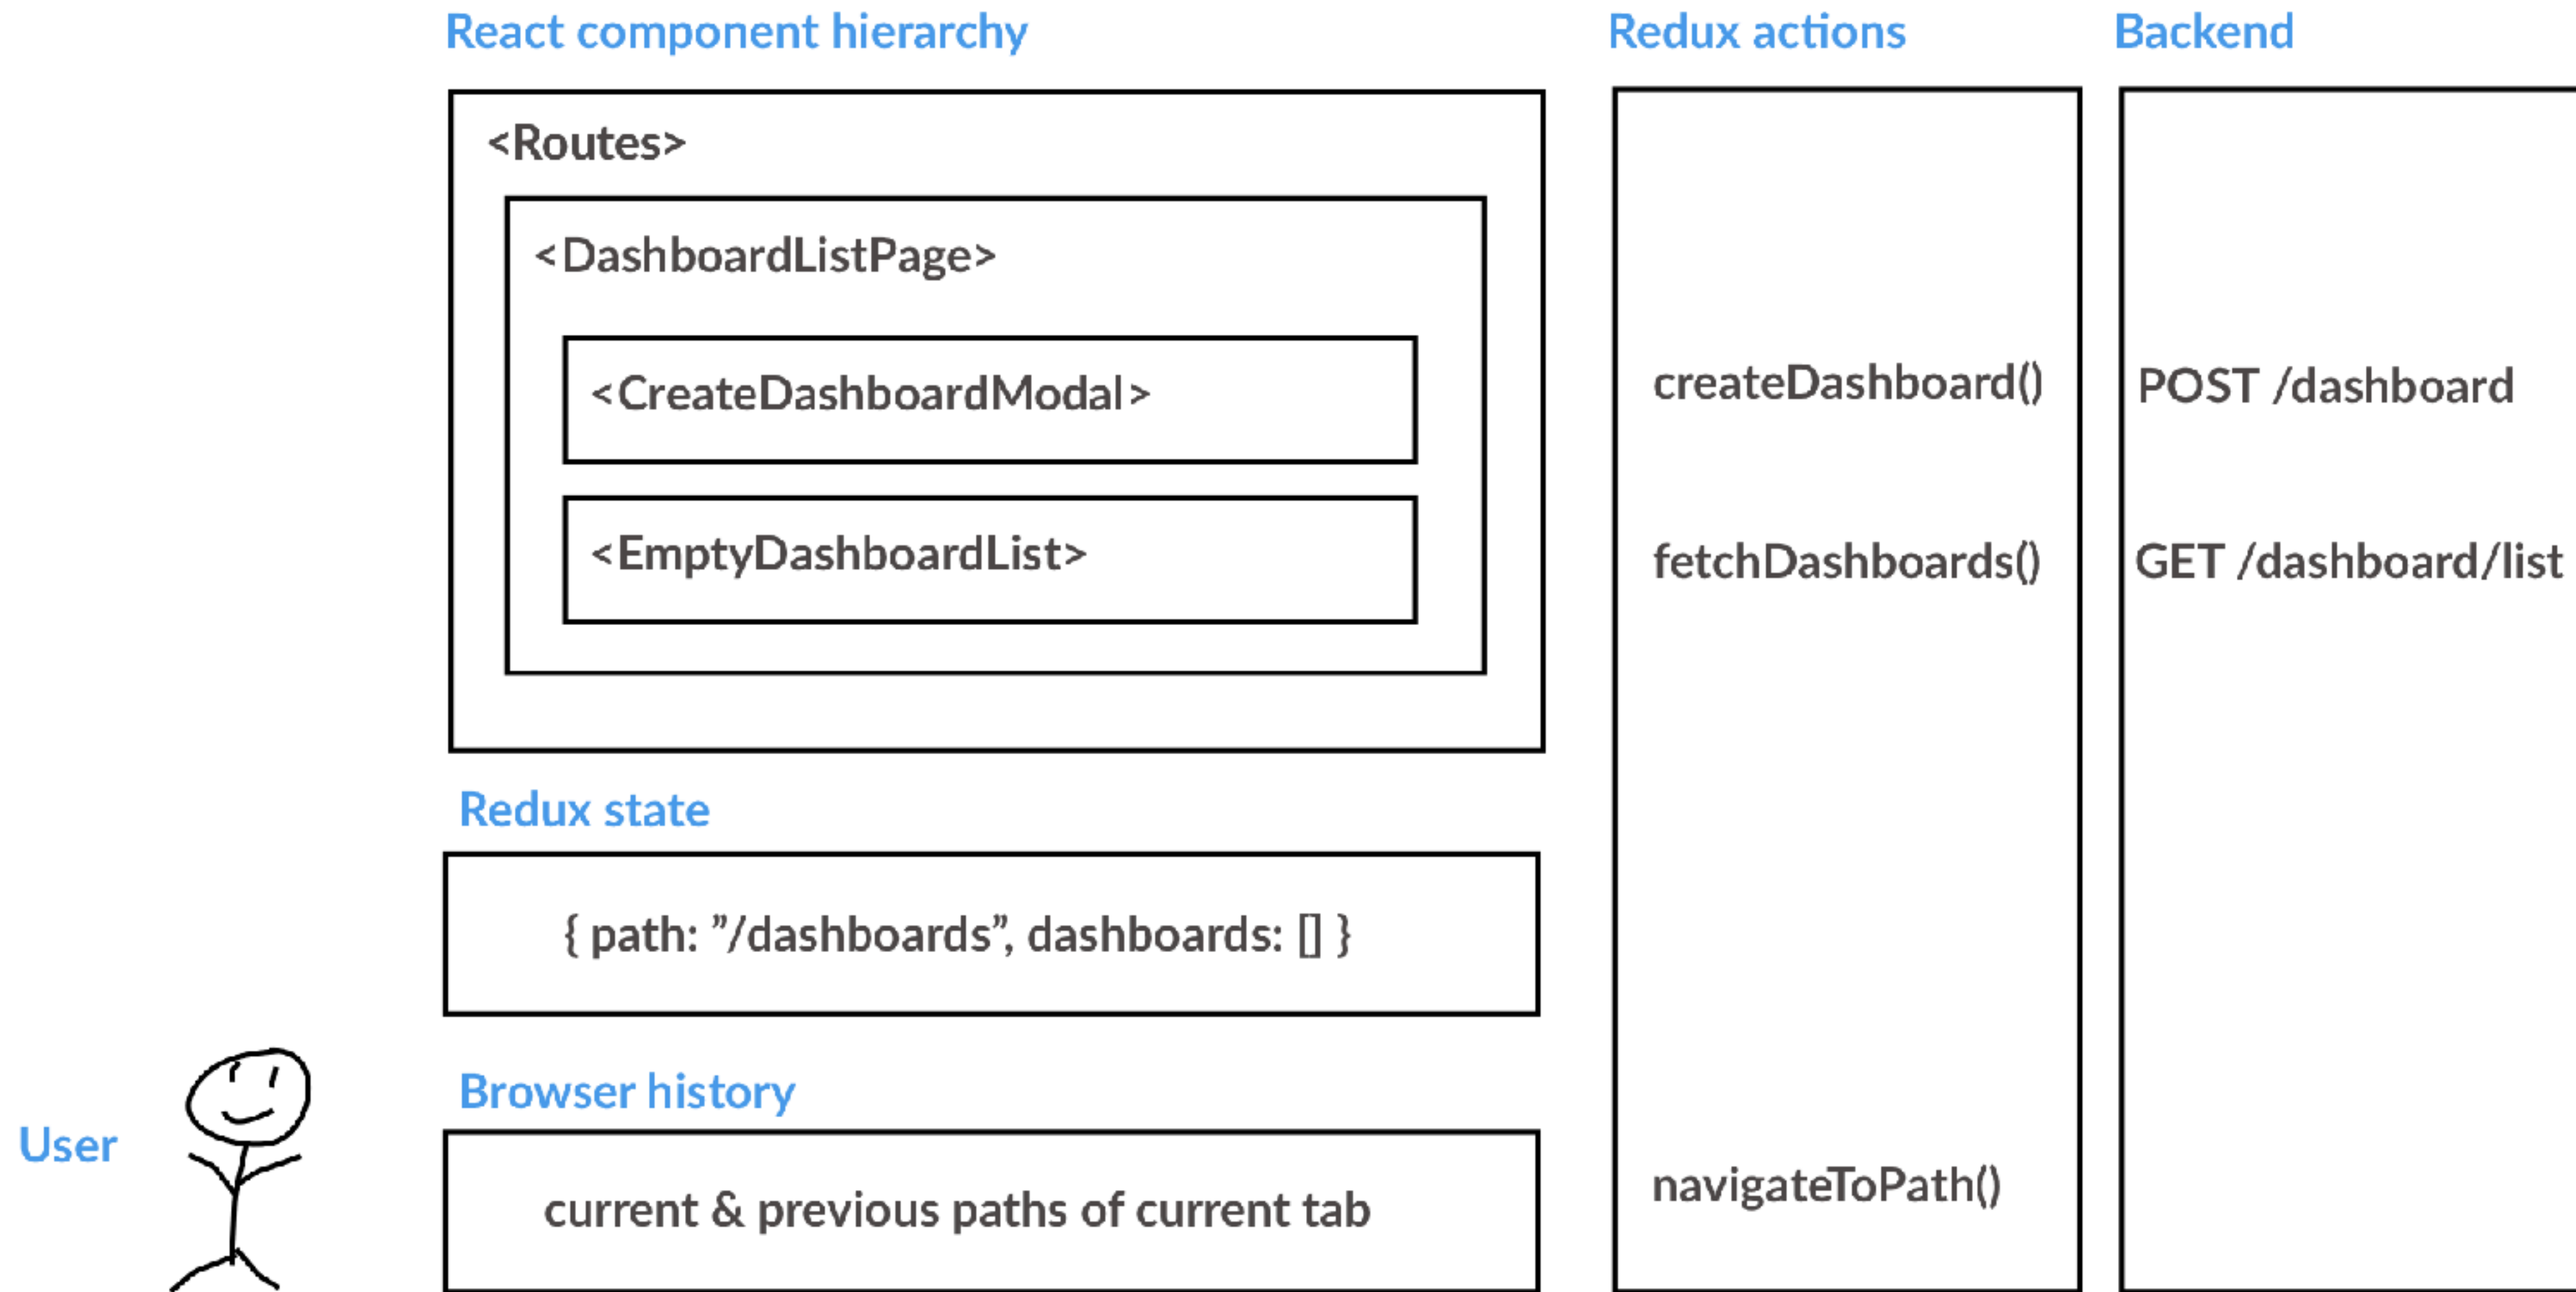 React component hierarchy
<Routes>
<DashboardListPage>
<CreateDashboardModal>
<EmptyDashboardList>
Redux state
{ path: ”/dashboards”, dashboards: [] }
Browser history
current & previous paths of current tab
User
Redux actions
createDashboard()
fetchDashboards()
navigateToPath()
Backend
POST /dashboard
GET /dashboard/list